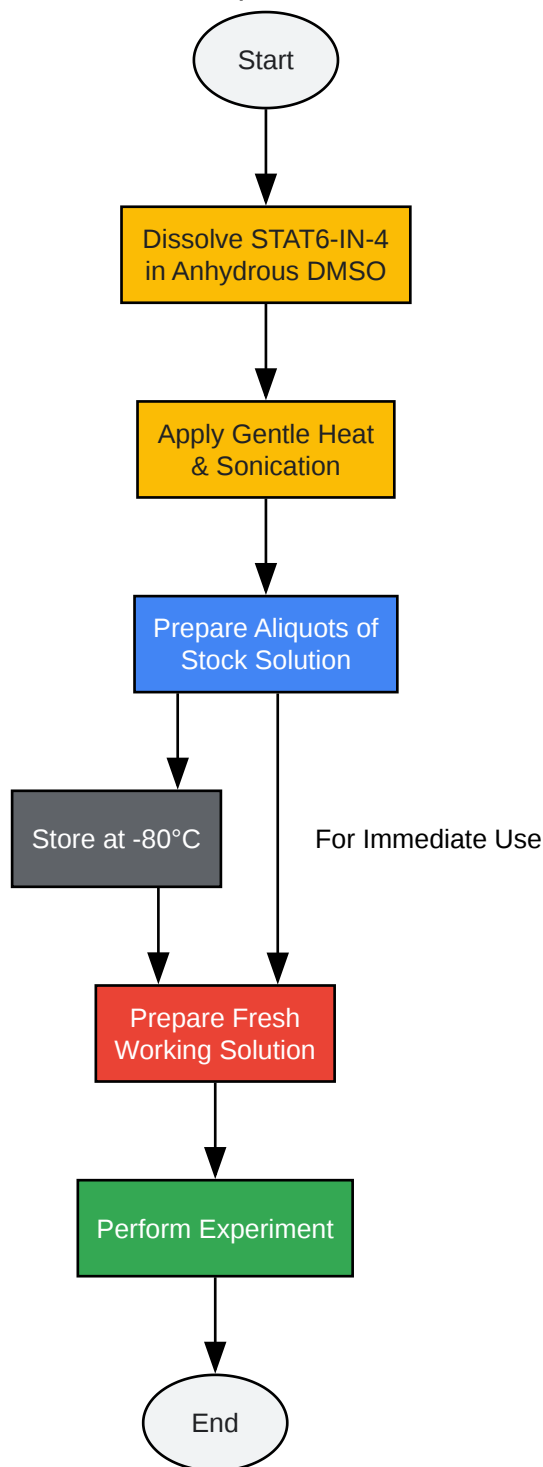 Start
Dissolve STAT6-IN-4
in Anhydrous DMSO
Apply Gentle Heat
& Sonication
Prepare Aliquots of
Stock Solution
Store at -80°C
For Immediate Use
Prepare Fresh
Working Solution
Perform Experiment
End